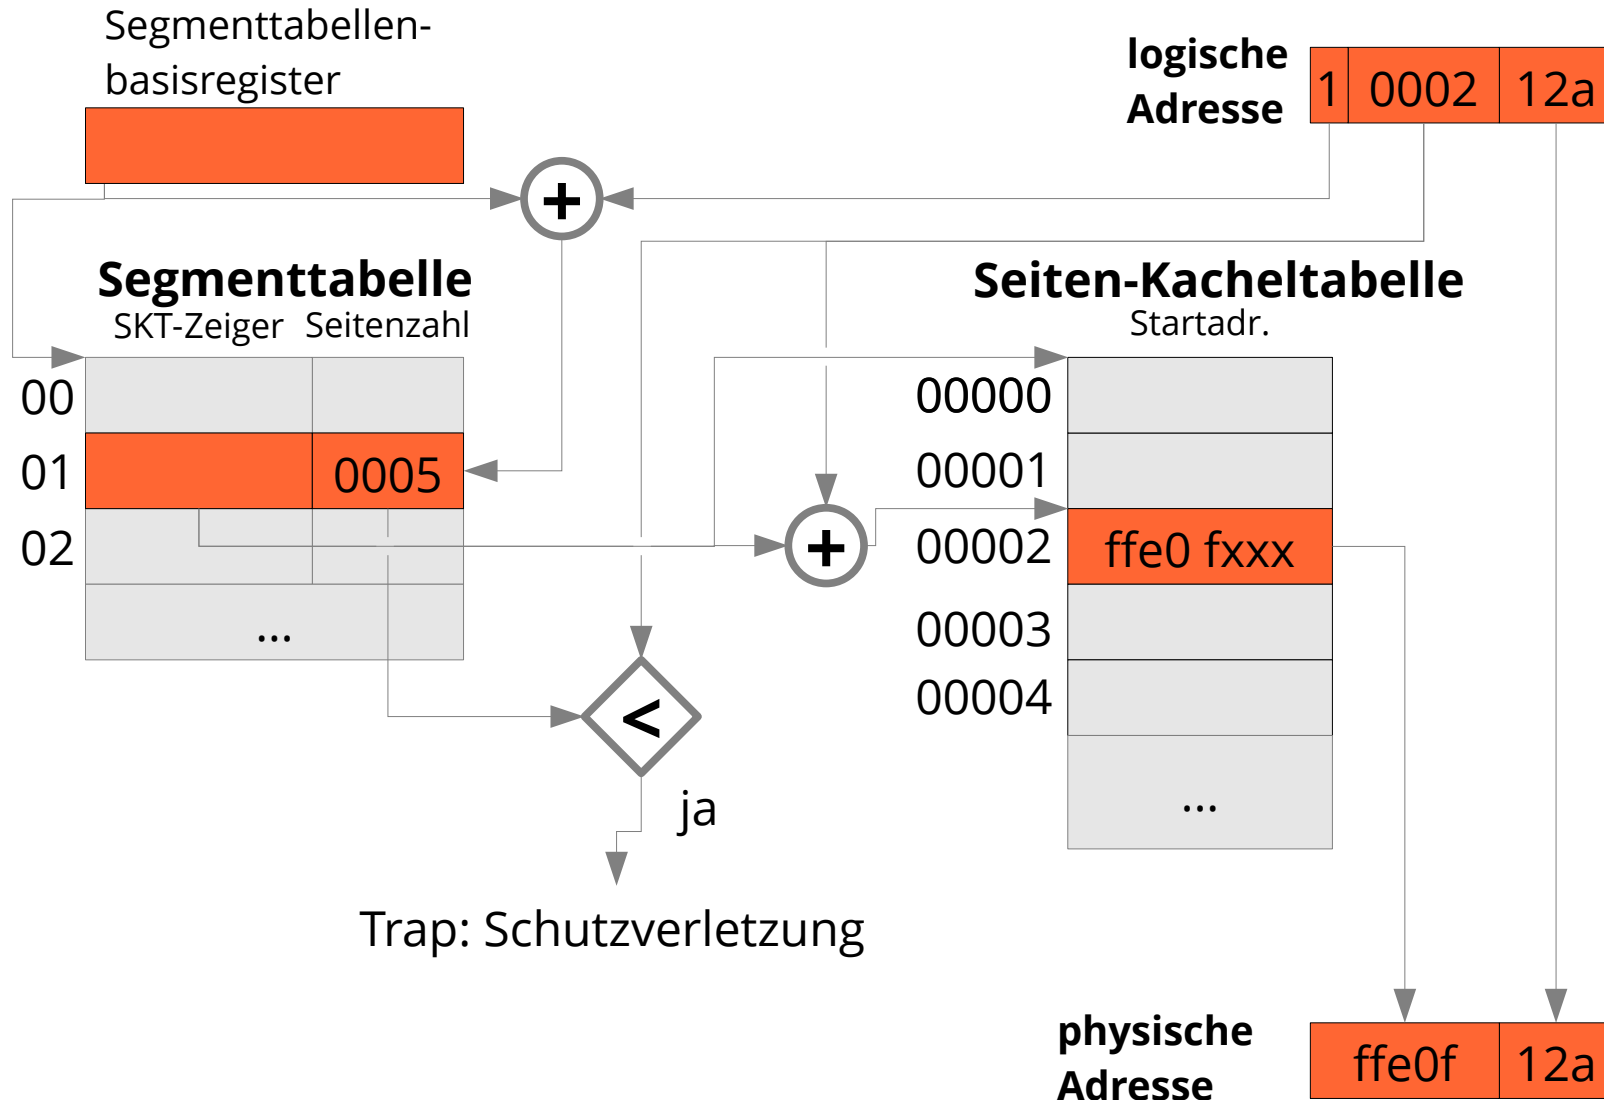 Segmenttabellen-
basisregister
logische
Adresse
1 0002 12a
+
Segmenttabelle
SKT-Zeiger Seitenzahl
00
01 0005
02
...
Seiten-Kacheltabelle
Startadr.
00000
00001
+
00002 ffe0 fxxx
00003
00004
...
<
ja
Trap: Schutzverletzung
physische
Adresse
ffe0f 12a